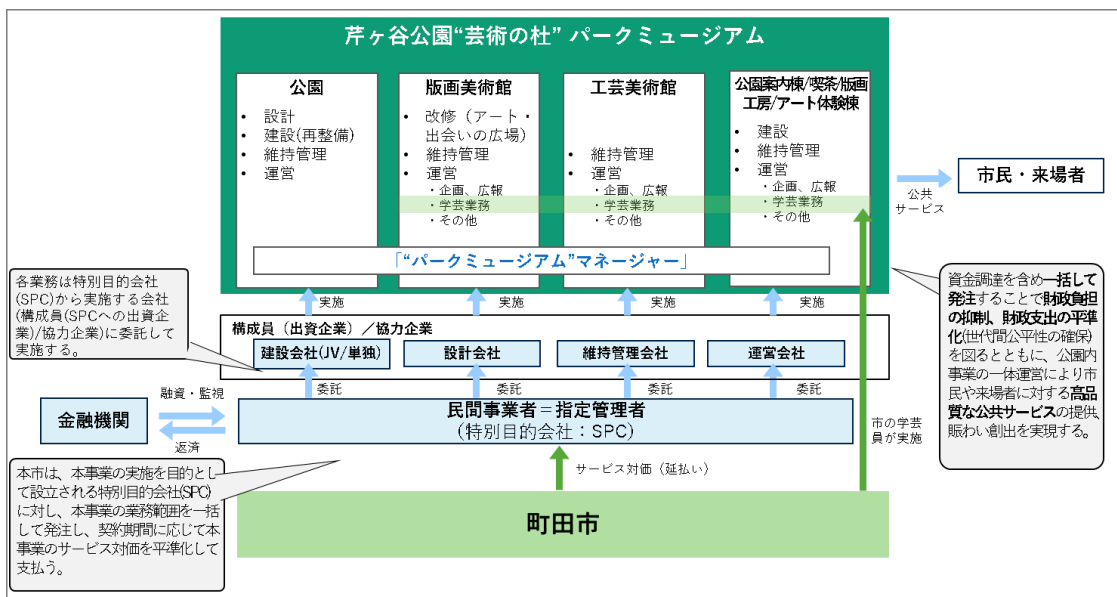 芹ヶ谷公園“芸術の杜” パークミュージアム
公園
• 設計
• 建設(再整備)
• 維持管理
• 運営
版画美術館
• 改修（アート・
出会いの広場）
• 維持管理
• 運営
・企画、広報
・学芸業務
・その他
工芸美術館
• 維持管理
• 運営
・企画、広報
・学芸業務
・その他
公園案内棟/喫茶/版画
工房/アート体験棟
• 建設
• 維持管理
• 運営
・企画、広報
・学芸業務
・その他
「“パークミュージアム”マネージャー」
公共
サービス
市民・来場者
各業務は特別目的会社
(SPC)から実施する会社
(構成員(SPCへの出資企
業)/協力企業)に委託して
実施する。
実施
実施
実施
実施
構成員（出資企業）／協力企業
建設会社(JV/単独)
設計会社
維持管理会社
運営会社
委託
委託
委託
委託
資金調達を含め一括して
発注することで財政負担
の抑制、財政支出の平準
化(世代間公平性の確保)
を図るとともに、公園内
事業の一体運営により市
民や来場者に対する高品
質な公共サービスの提供、
賑わい創出を実現する。
金融機関
融資・監視
返済
民間事業者＝指定管理者
(特別目的会社：SPC)
市の学芸
員が実施
サービス対価（延払い）
本市は、本事業の実施を目的とし
て設立される特別目的会社(SPC)
に対し、本事業の業務範囲を一括
して発注し、契約期間に応じて本
事業のサービス対価を平準化して
支払う。
町田市